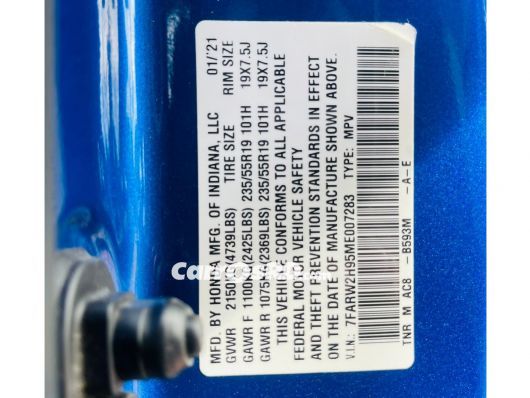 MFD. BY HONDA MFG. OF INDIANA, LLC 01/'21
GVWR 2150 (4739LBS) TIRE SIZE RIM SIZE
GAWR F 1100 (2425LBS) 235/55R19 101H 19X7.5J
GAWR R 1075 (2369LBS) 235/55R19 101H 19X7.5J
THIS VEHICLE CONFORMS TO ALL APPLICABLE
FEDERAL MOTOR VEHICLE SAFETY
AND THEFT PREVENTION STANDARDS IN EFFECT
ON THE DATE OF MANUFACTURE SHOWN ABOVE.
V.I.N.: 7FARW2H95ME007283 TYPE: MPV
TNR M AC8 - B593M - A - E